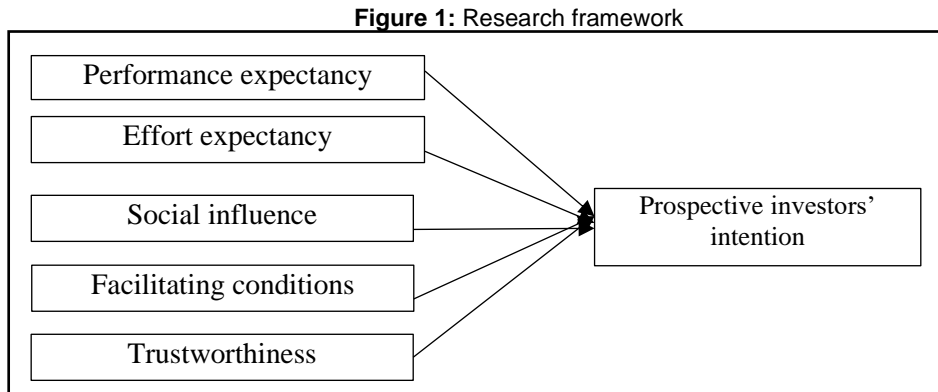 Figure 1: Research framework
Performance expectancy
Effort expectancy
Social influence
Facilitating conditions
Trustworthiness
Prospective investors’
intention